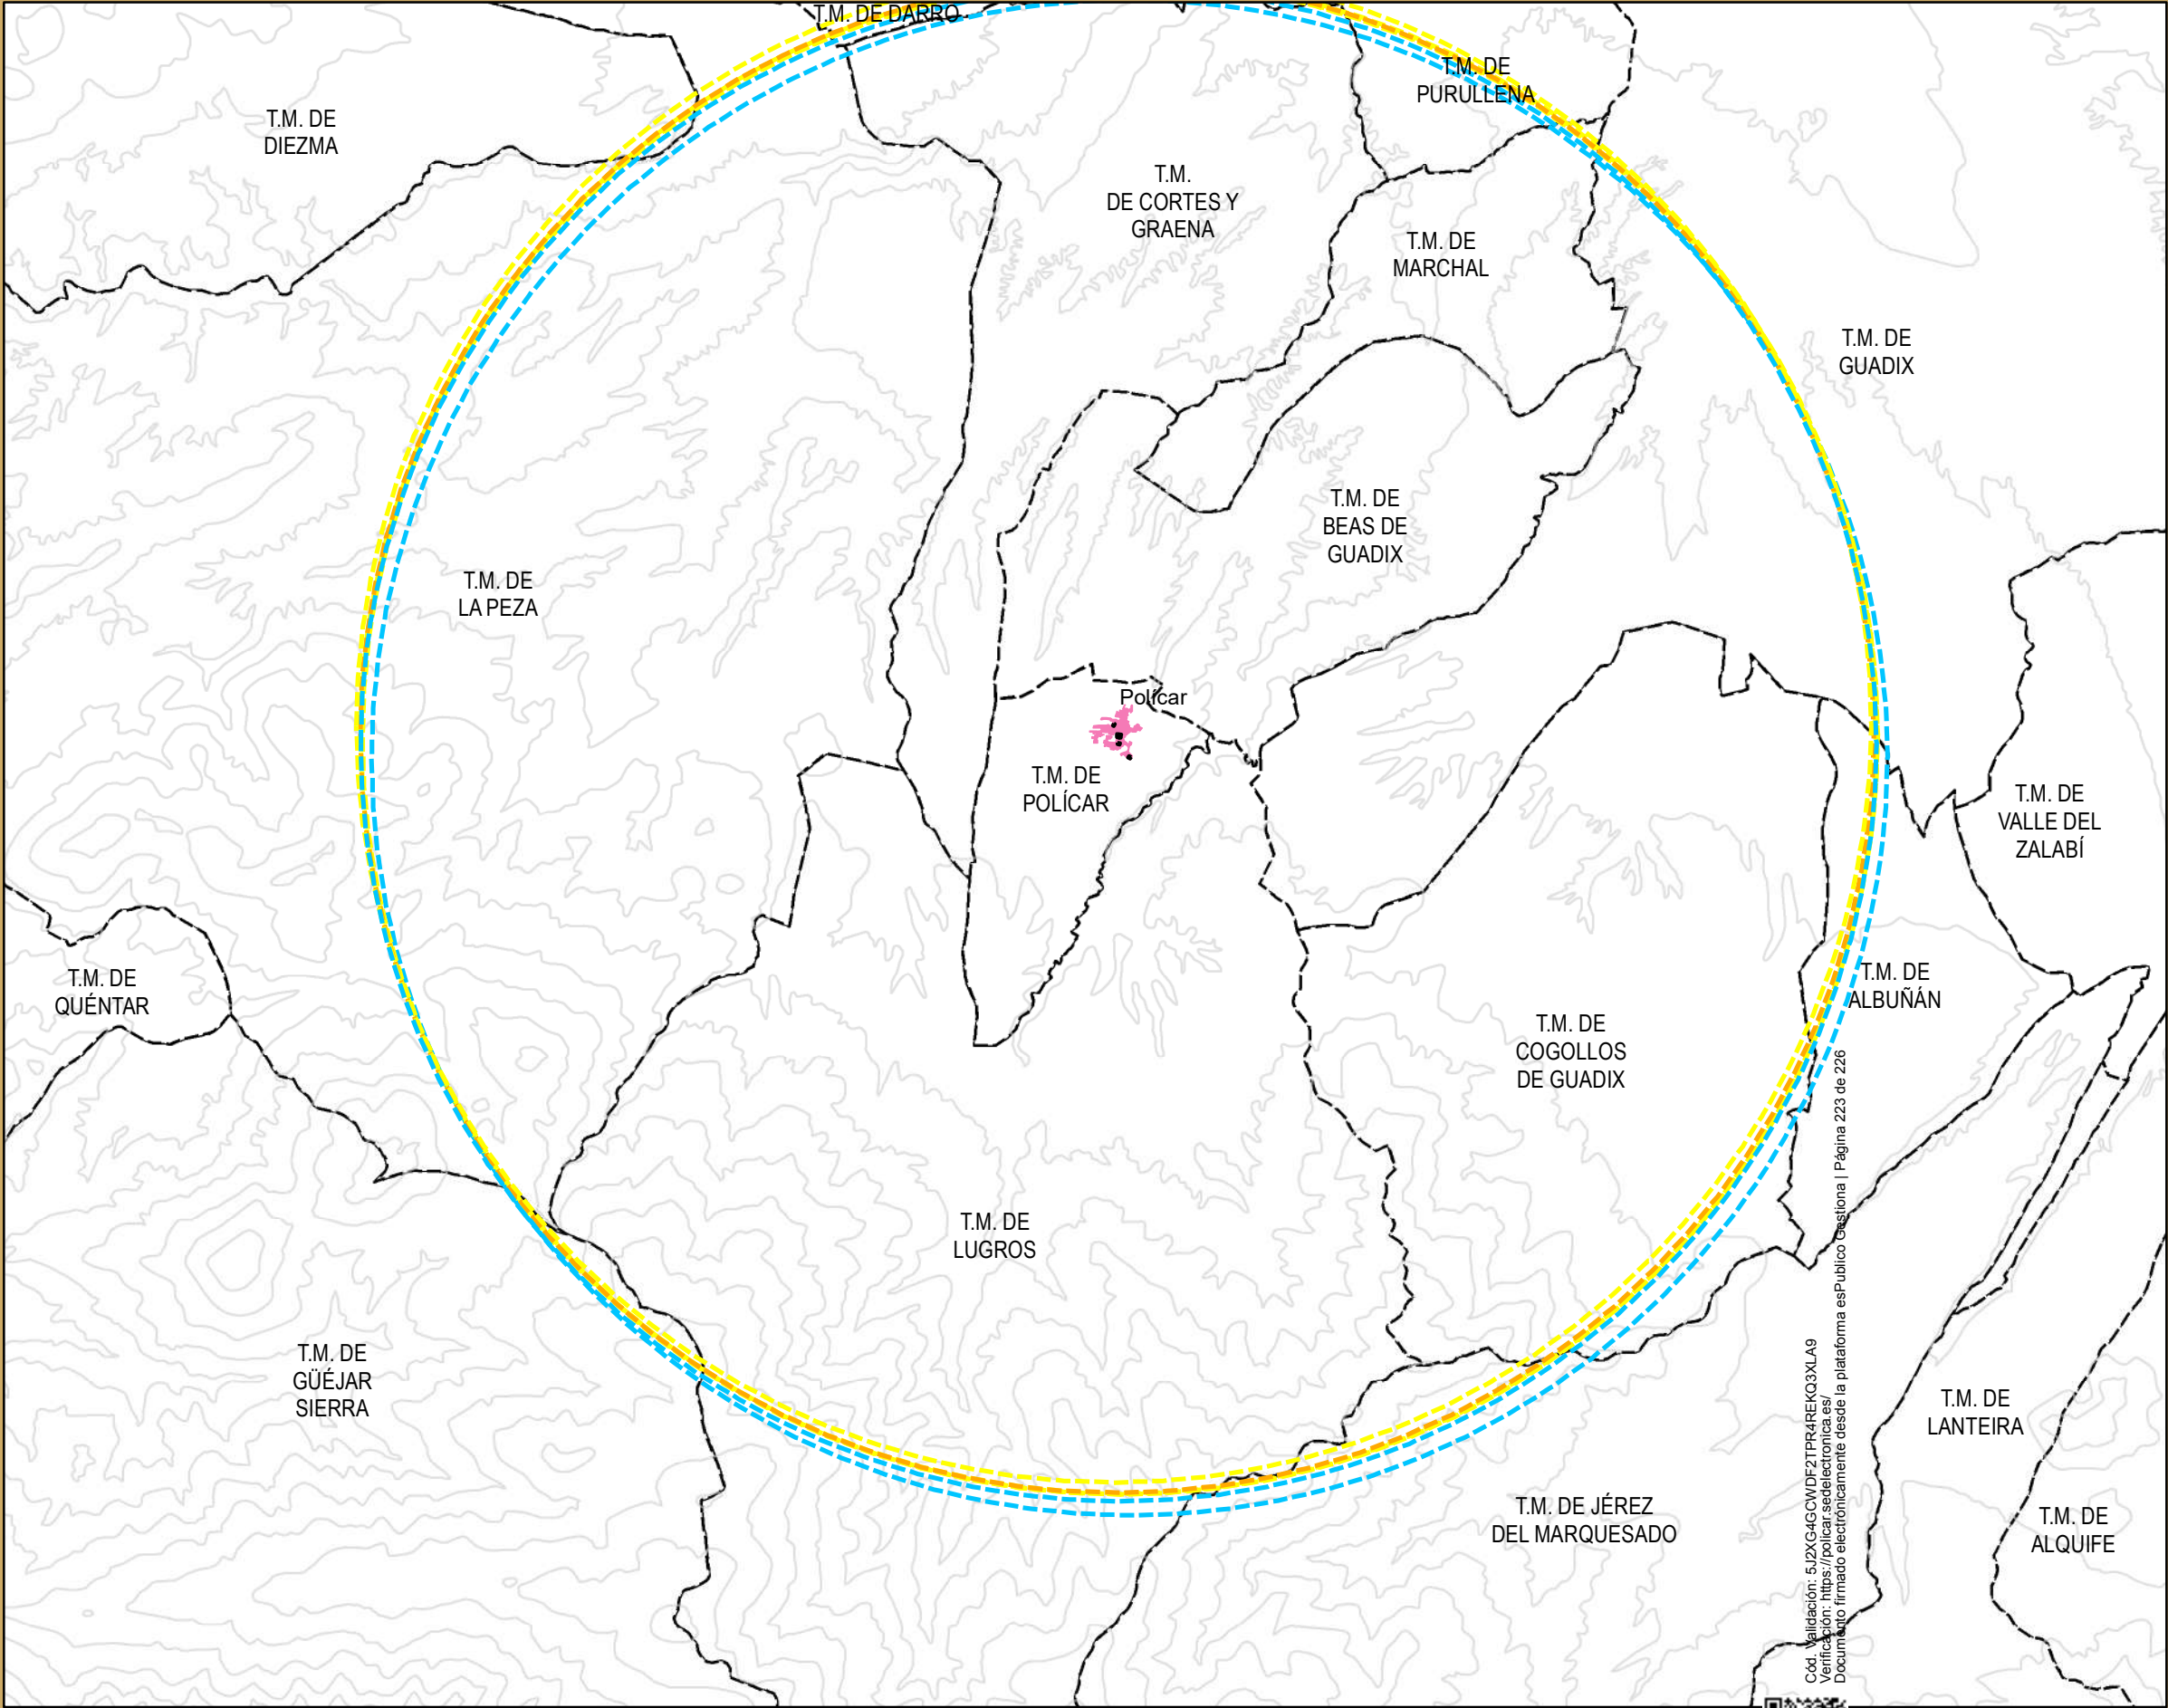 T.M. DE DARRO
T.M. DE
PURULLENA
T.M. DE
DIEZMA
T.M.
DE CORTES Y
GRAENA
T.M. DE
MARCHAL
T.M. DE
GUADIX
T.M. DE
BEAS DE
GUADIX
T.M. DE
LA PEZA
Polícar
T.M. DE
POLÍCAR
T.M. DE
VALLE DEL
ZALABÍ
T.M. DE
QUÉNTAR
T.M. DE
ALBUÑÁN
T.M. DE
COGOLLOS
DE GUADIX
T.M. DE
LUGROS
T.M. DE
GÜÉJAR
SIERRA
T.M. DE
LANTEIRA
T.M. DE JÉREZ
DEL MARQUESADO
T.M. DE
ALQUIFE
Cód. Validación: 5J2XG4GCWDF2TPR4REKQ3XLA9
Verificación: https://policar.sedelectronica.es/
Documento firmado electrónicamente desde la plataforma esPublico Gestiona | Página 223 de 226